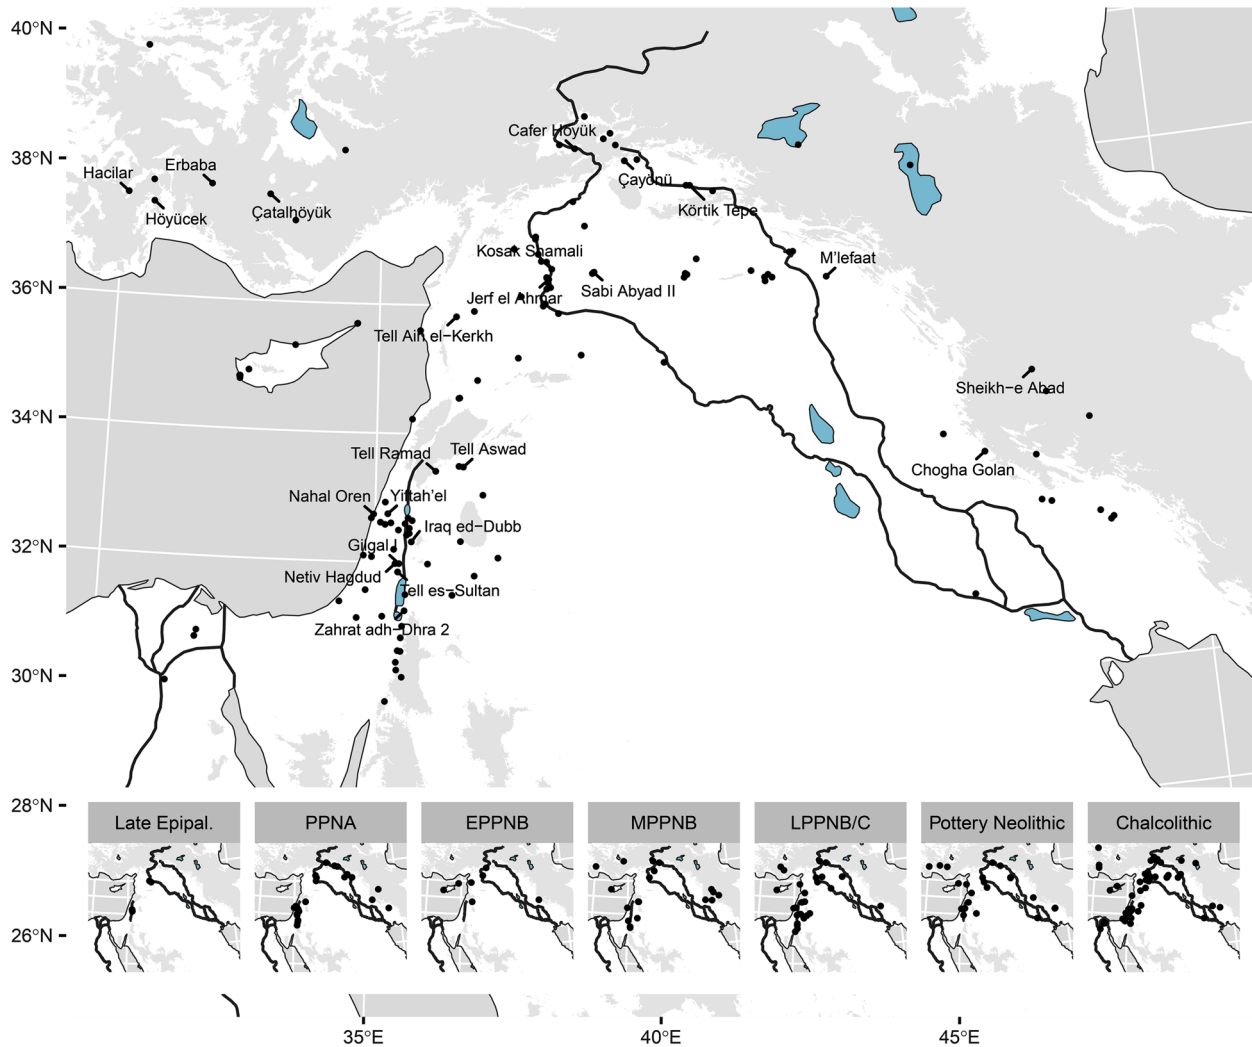 40°N
38°N
36°N
34°N
32°N
30°N
28°N
26°N
Cafer Höyük
Hacilar
Erbaba
Çayönü
Höyücek
Çatalhöyük
Körtik Tepe
Kosak Shamali
M'lefaat
Jerf el Ahmar
Sabi Abyad II
Tell Ain el−Kerkh
Sheikh−e Abad
Tell Ramad
Tell Aswad
Chogha Golan
Nahal Oren
Yiftah'el
Iraq ed−Dubb
Gilgal I
Netiv Hagdud
Tell es−Sultan
Zahrat adh−Dhra 2
Late Epipal.
PPNA
EPPNB
MPPNB
LPPNB/C
Pottery Neolithic
Chalcolithic
35°E
40°E
45°E